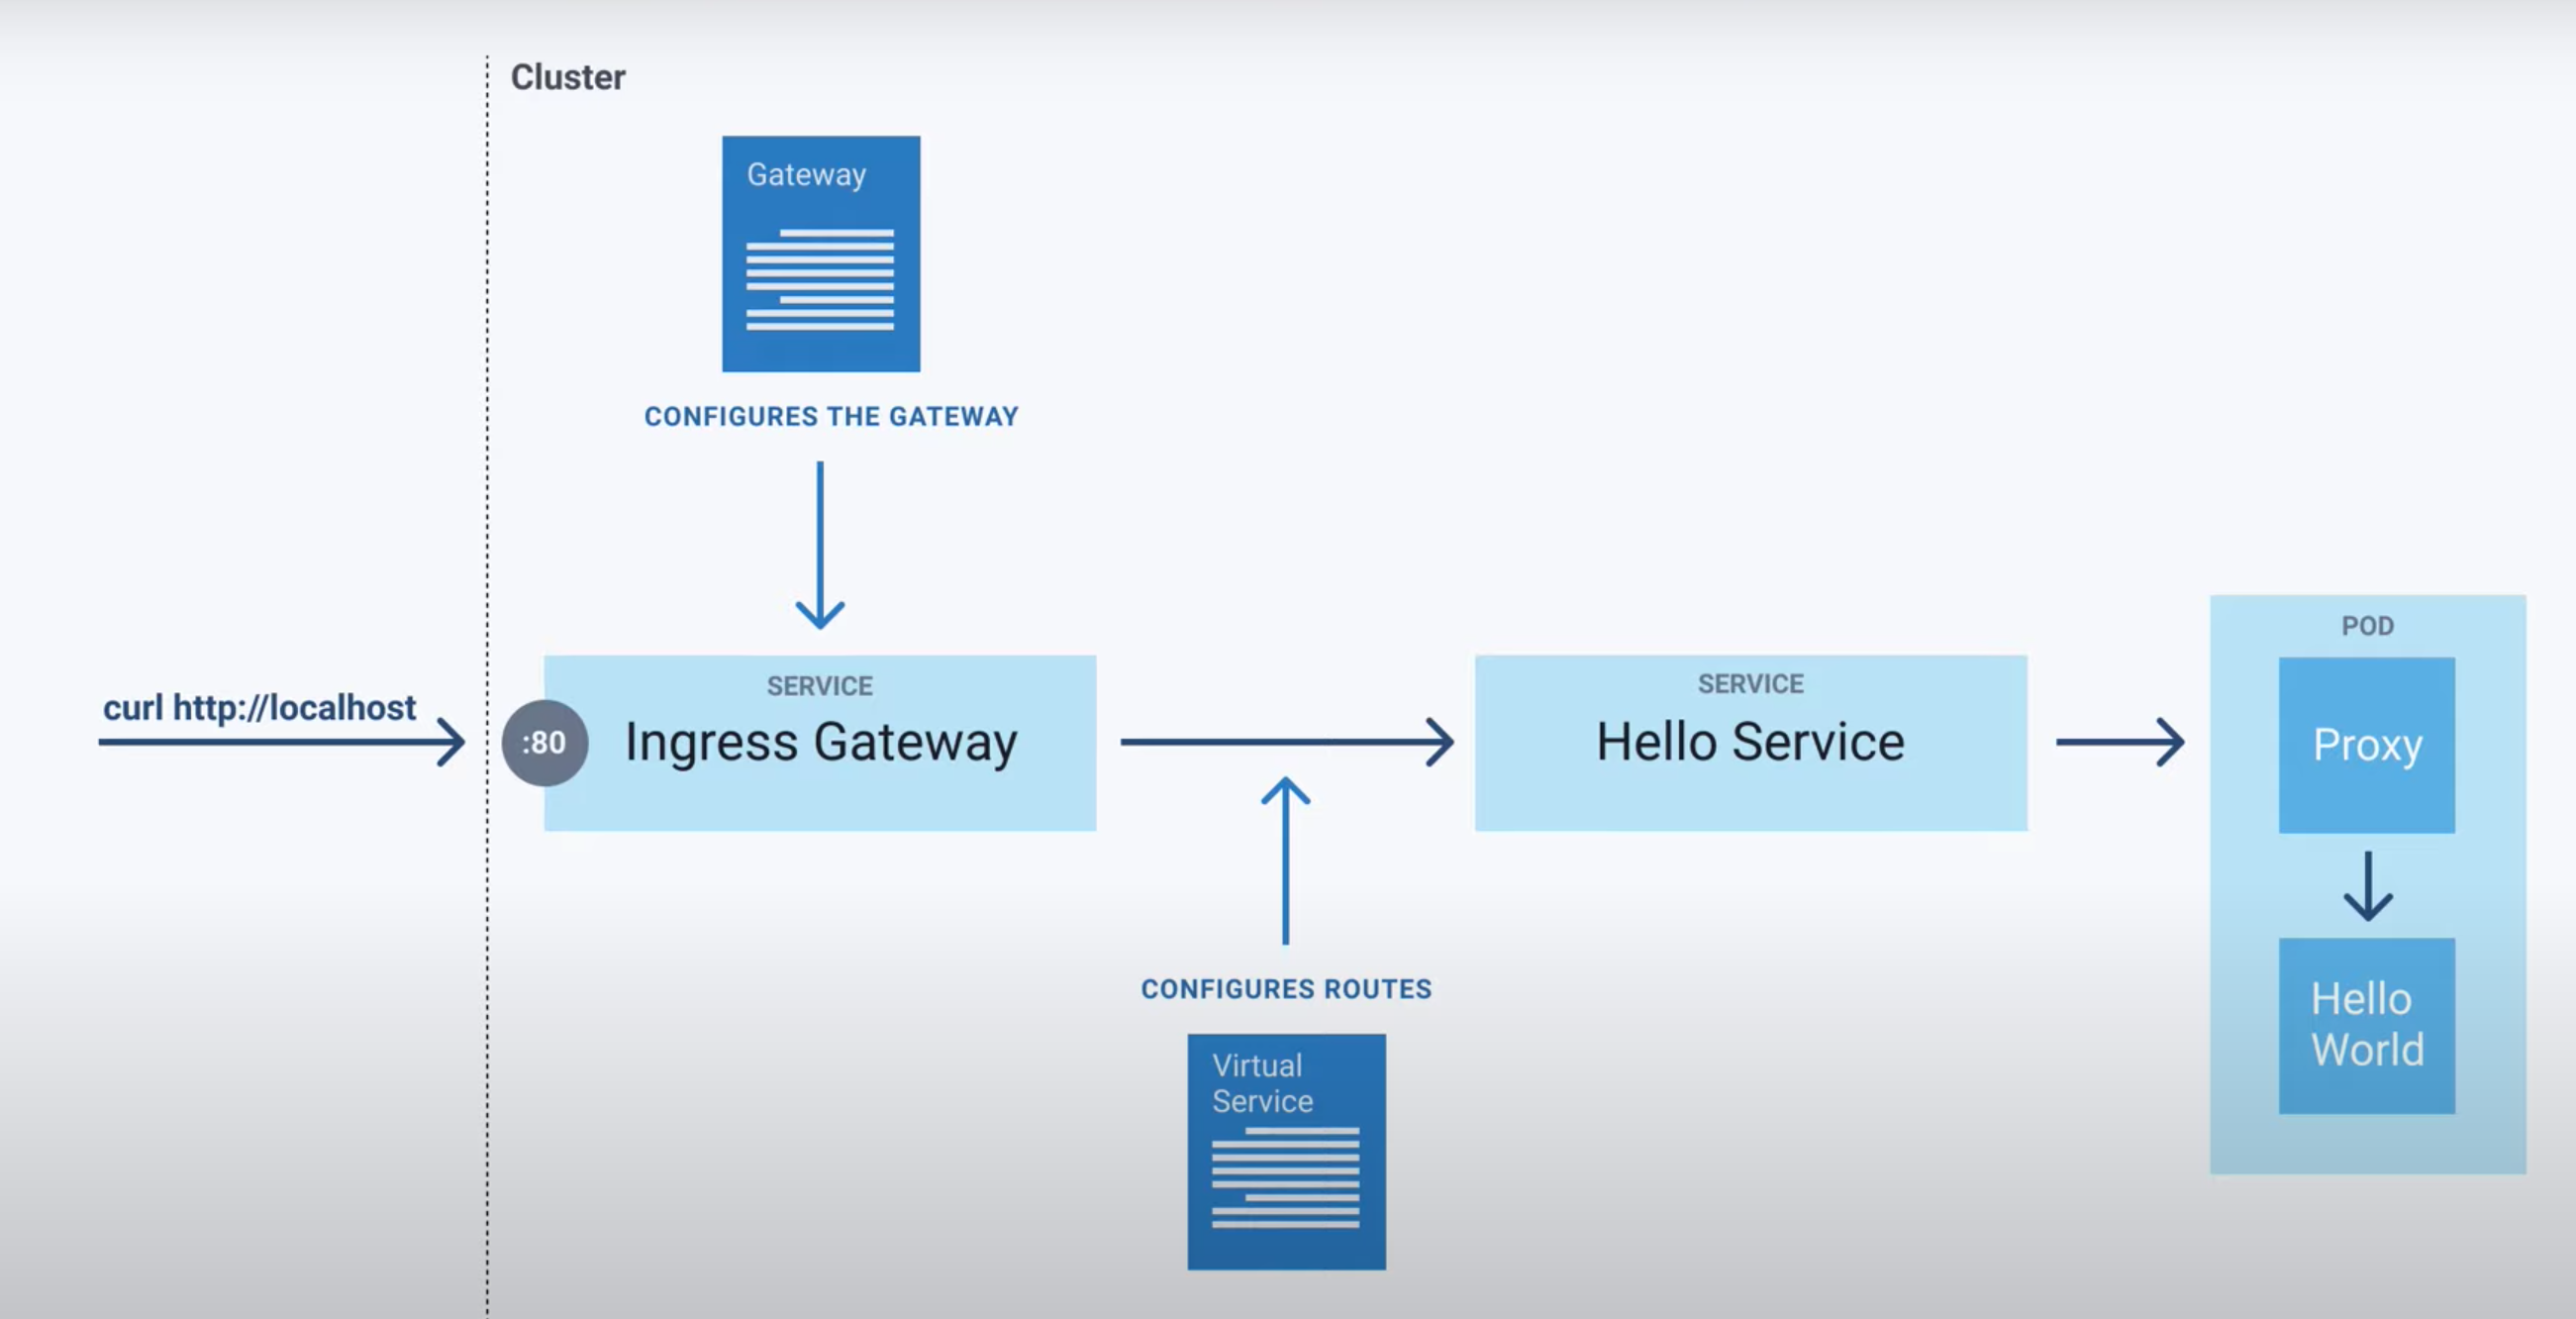 Cluster
Gateway
CONFIGURES THE GATEWAY
curl http://localhost
:80
SERVICE
Ingress Gateway
SERVICE
Hello Service
POD
Proxy
Hello
World
CONFIGURES ROUTES
Virtual
Service